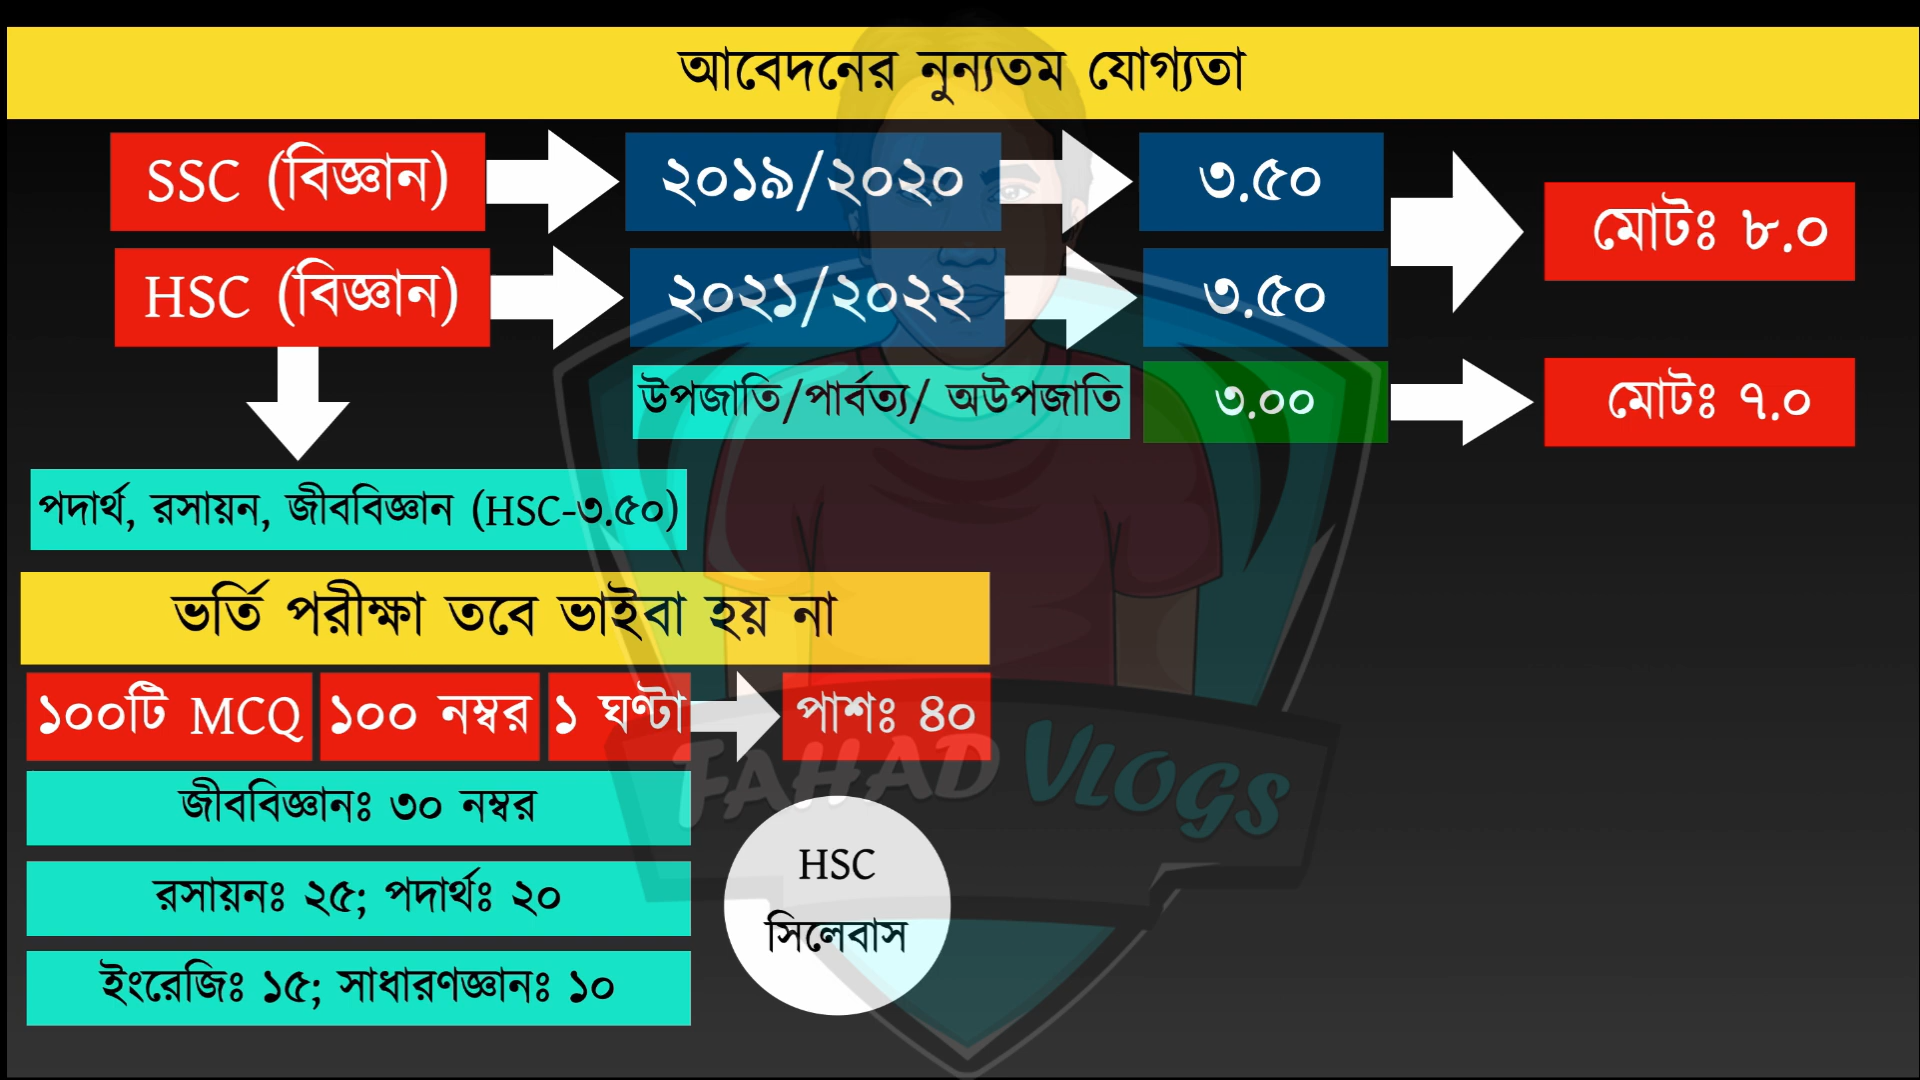 আবেদনের নুন্যতম যোগ্যতা
SSC (বিজ্ঞান) ২০১৯/২০২০ ৩.৫০
মোটঃ ৮.০
HSC (বিজ্ঞান) ২০২১/২০২২ ৩.৫০
উপজাতি/পার্বত্য/ অউপজাতি ৩.০০ মোটঃ ৭.০
পদার্থ, রসায়ন, জীববিজ্ঞান (HSC-৩.৫০)
ভর্তি পরীক্ষা তবে ভাইবা হয় না
১০০টি MCQ ১০০ নম্বর ১ ঘণ্টা পাশঃ ৪০
FAHAD VLOGS
জীববিজ্ঞানঃ ৩০ নম্বর
রসায়নঃ ২৫; পদার্থঃ ২০
ইংরেজিঃ ১৫; সাধারণজ্ঞানঃ ১০
HSC
সিলেবাস